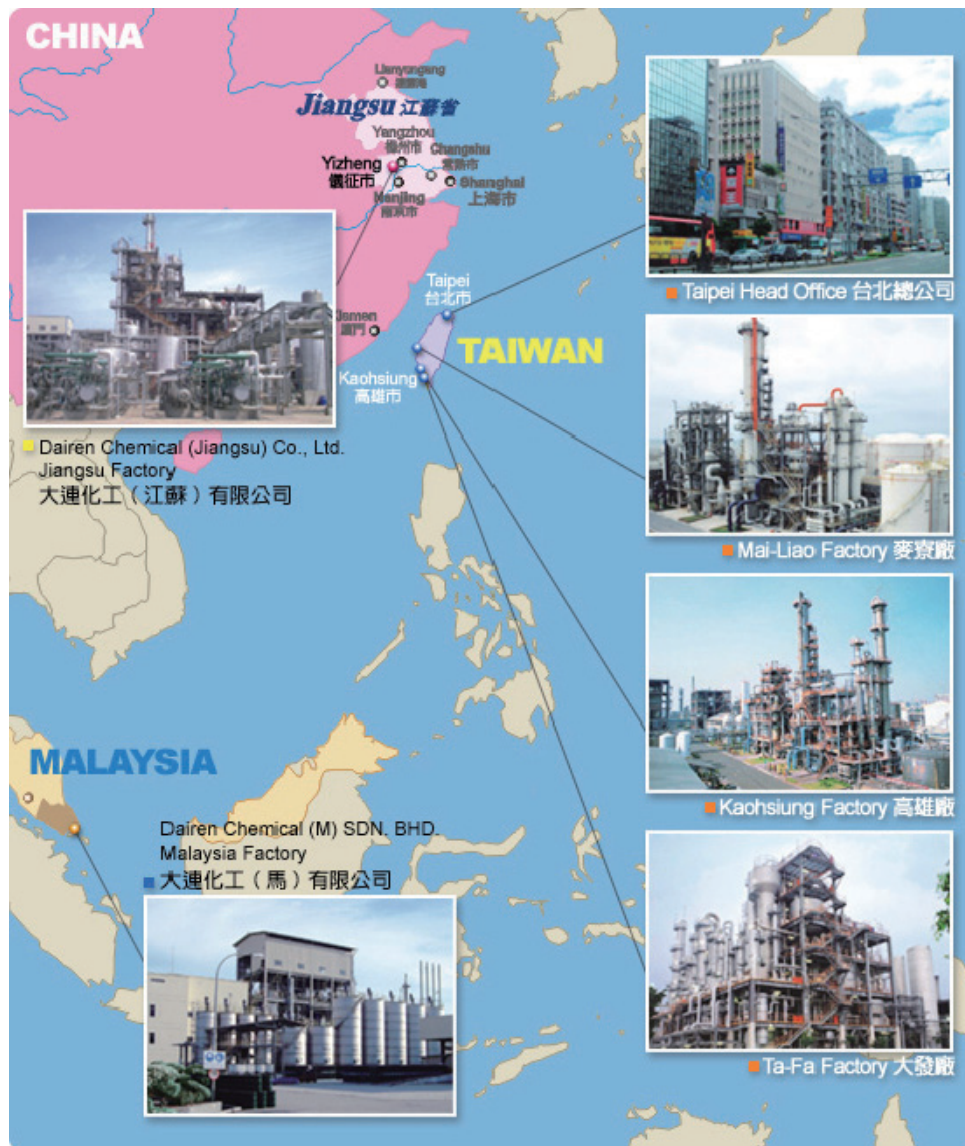 CHINA
Lianyungang
Jiangsu 江蘇省
Yangzhou
揚州市
Changshu
常熟市
Yizheng
儀征市
Shanghai
上海市
Nanjing
南京市
Taipei
台北市
廈門
TAIWAN
Kaohsiung
高雄市
Taipei Head Office 台北總公司
Dairen Chemical (Jiangsu) Co., Ltd.
Jiangsu Factory
大連化工（江蘇）有限公司
Mai-Liao Factory 麥寮廠
MALAYSIA
Kaohsiung Factory 高雄廠
Dairen Chemical (M) SDN. BHD.
Malaysia Factory
大連化工（馬）有限公司
Ta-Fa Factory 大發廠